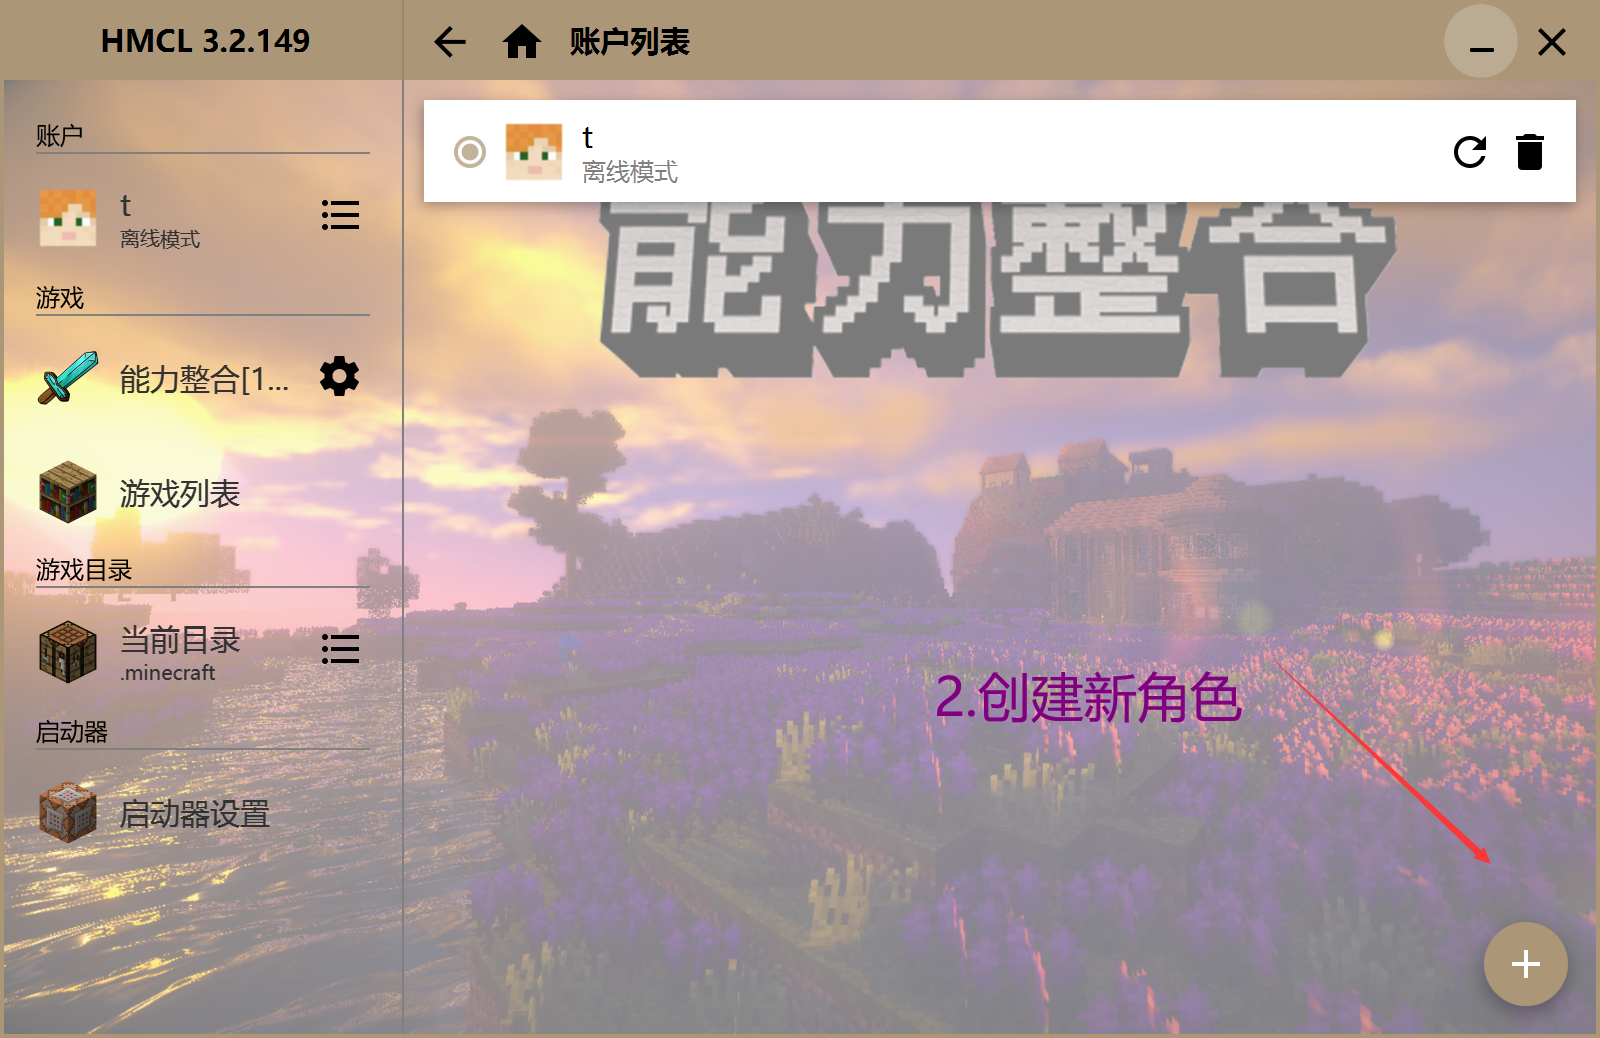 HMCL 3.2.149
账户列表
账户
t
离线模式
游戏
能力整合[1...
游戏列表
游戏目录
当前目录
.minecraft
启动器
启动器设置
t
离线模式
能力整合
2.创建新角色